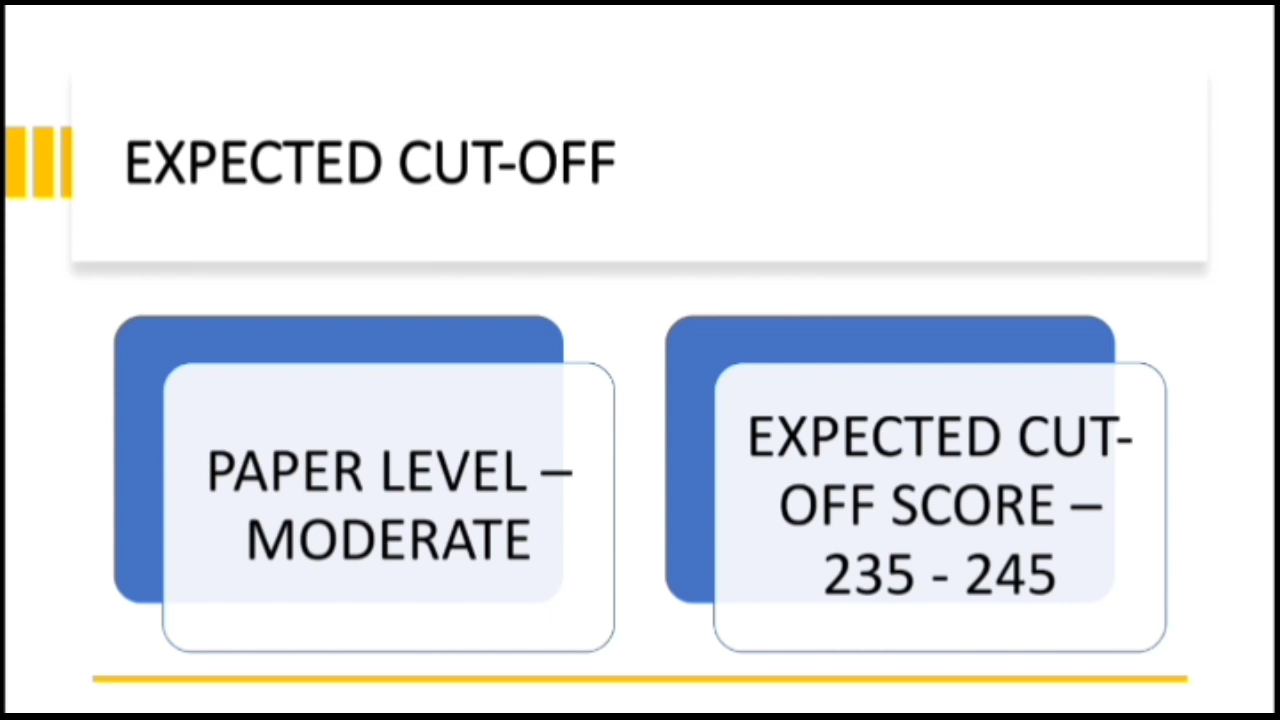 EXPECTED CUT-OFF
PAPER LEVEL –
MODERATE
EXPECTED CUT-
OFF SCORE –
235 - 245